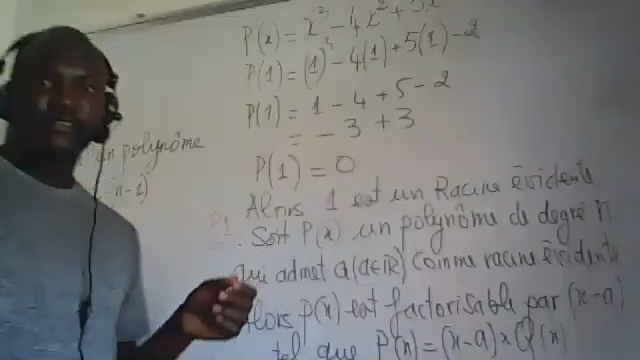 P(x) = x³ - 4x² + 5x
P(1) = (1)³ - 4(1) + 5(1) - 2
P(1) = 1 - 4 + 5 - 2
= - 3 + 3
P(1) = 0
Alors 1 est un Racine évidente
P1. Soit P(x) un polynôme de degré n
qui admet a (a∈ℝ) comme racine évidente
Alors P(x) est factorisable par (x-a)
tel que P(x) = (x-a) × Q(x)
un polynôme
(n-1)